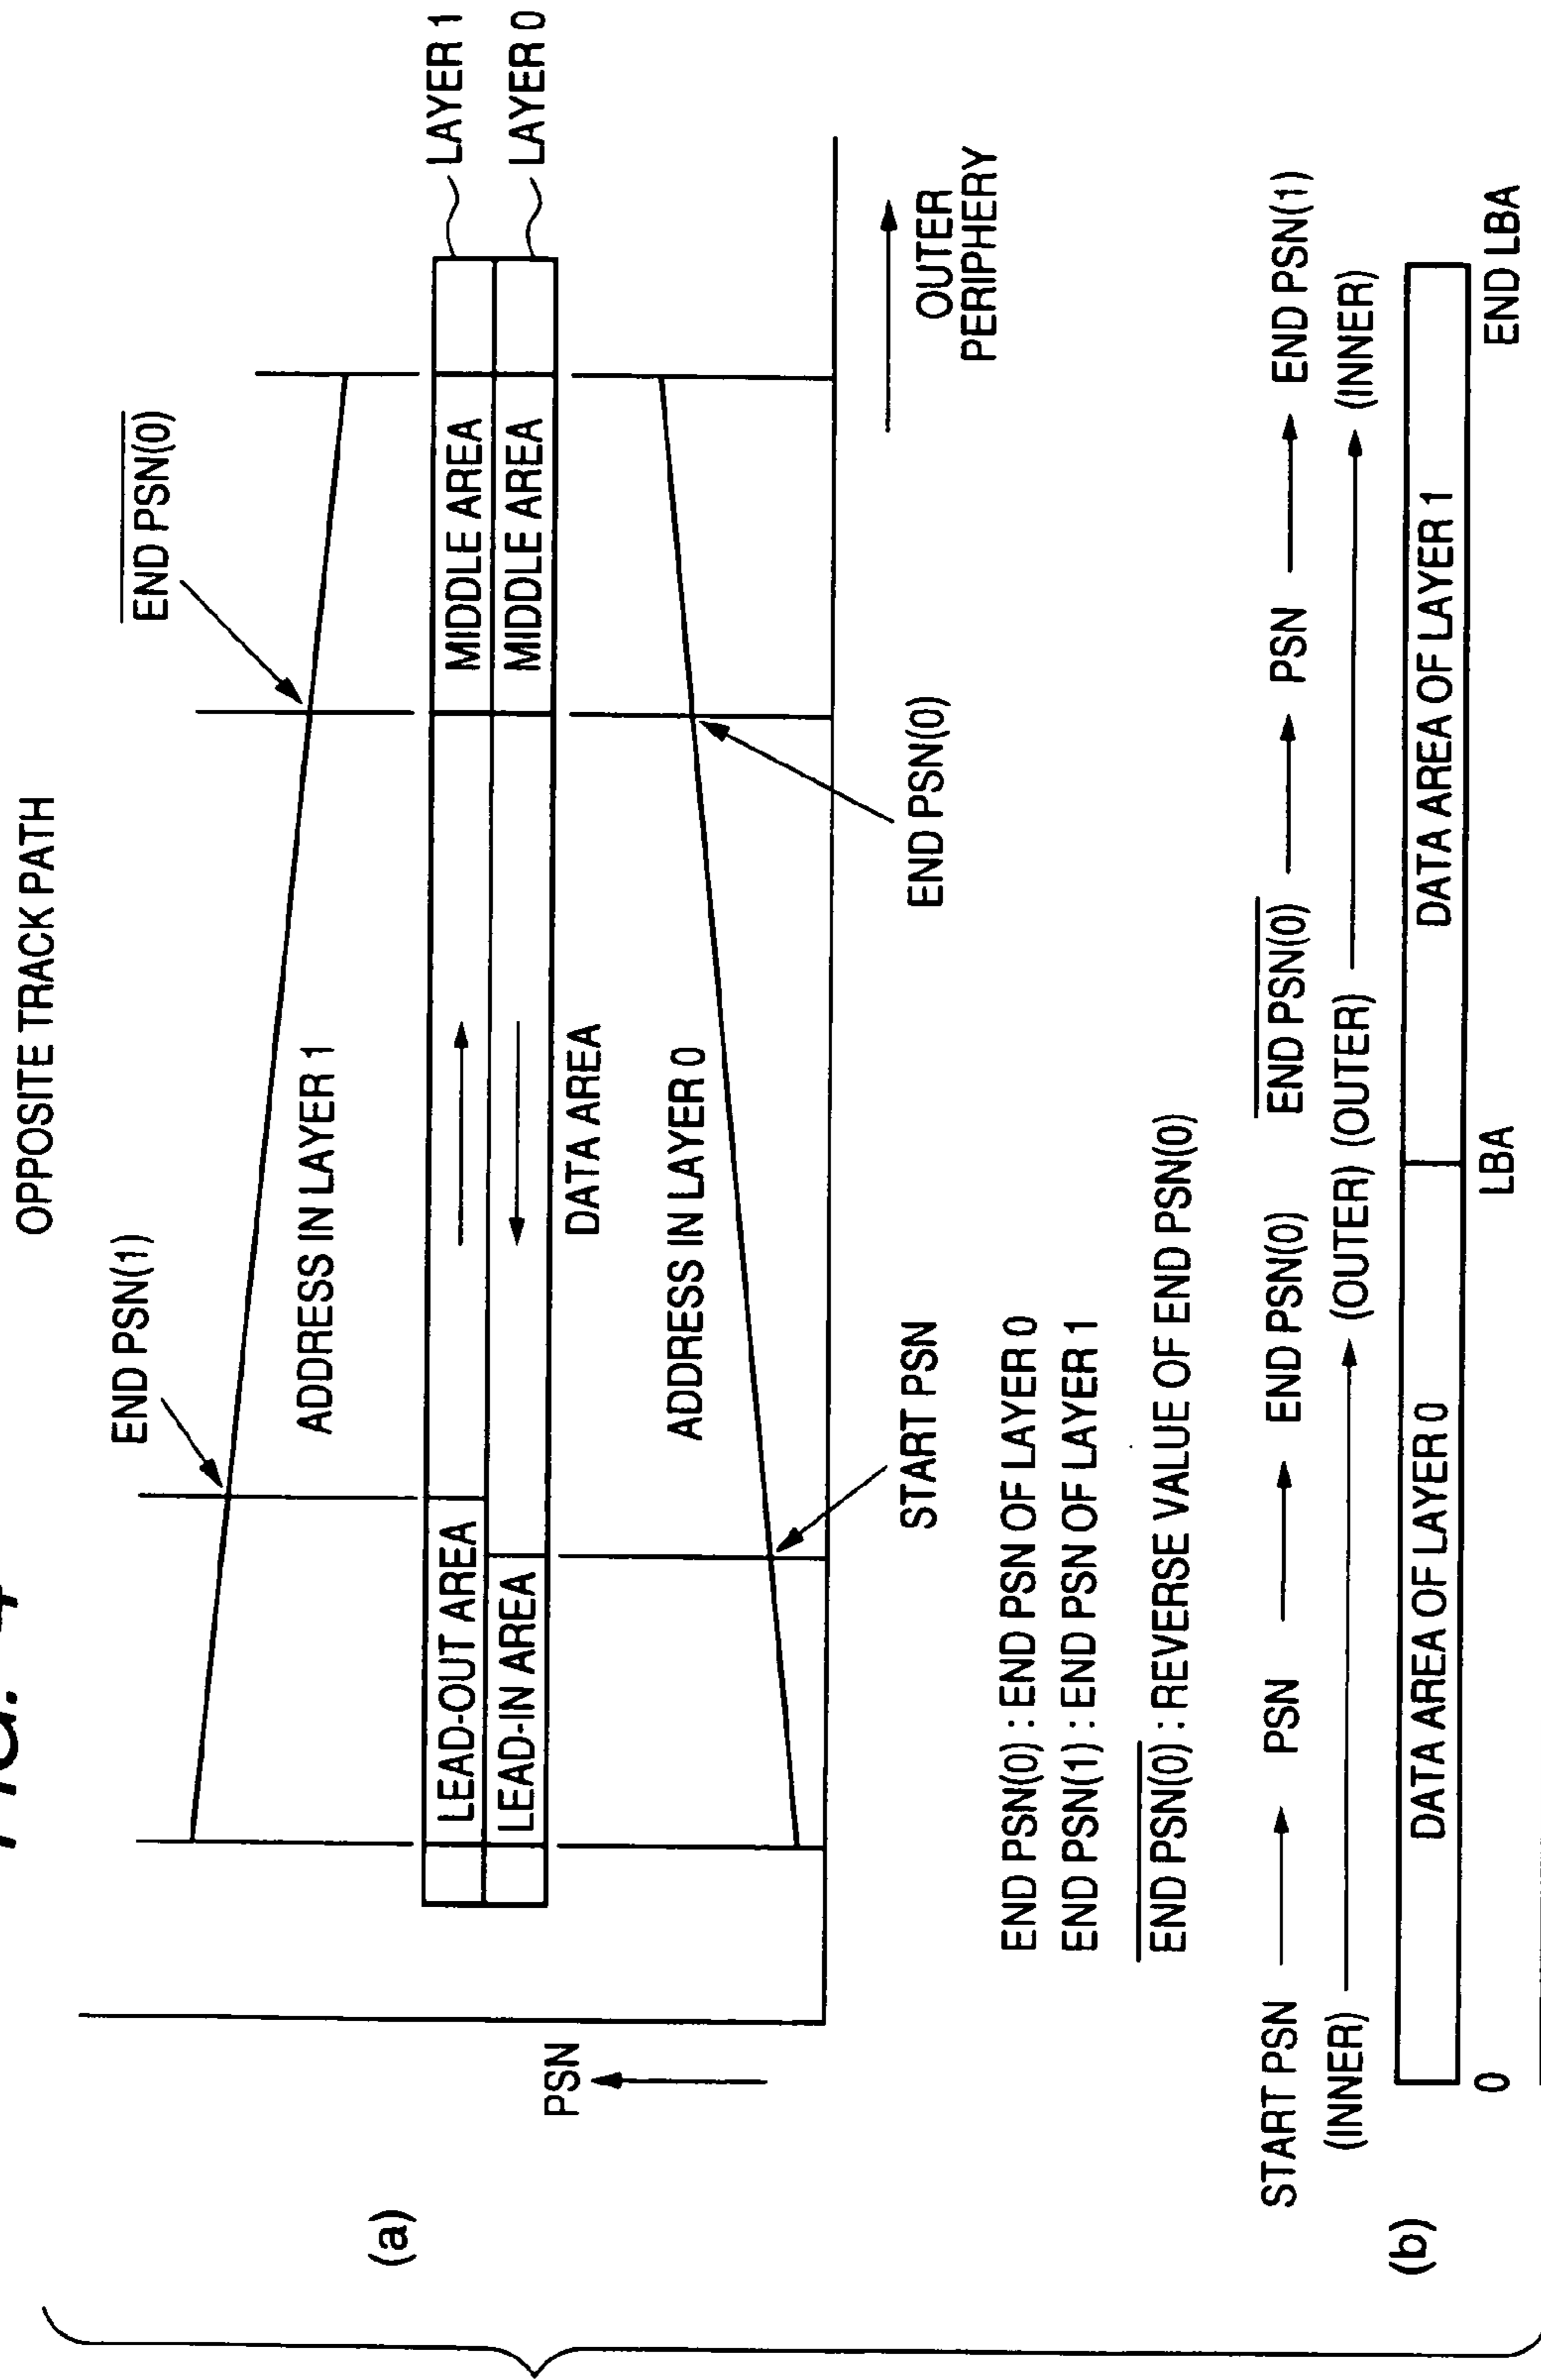 OPPOSITE TRACK PATH
(a)
PSN
END PSN(1)
END PSN(0)
ADDRESS IN LAYER 1
LAYER 1
LAYER 0
LEAD-OUT AREA
MIDDLE AREA
LEAD-IN AREA
MIDDLE AREA
DATA AREA
ADDRESS IN LAYER 0
START PSN
END PSN(0)
OUTER
PERIPHERY
END PSN(0) : END PSN OF LAYER 0
END PSN(1) : END PSN OF LAYER 1
END PSN(0) : REVERSE VALUE OF END PSN(0)
(b)
START PSN PSN END PSN(0) END PSN(0) PSN END PSN(1)
(INNER) (OUTER) (OUTER) (INNER)
DATA AREA OF LAYER 0 DATA AREA OF LAYER 1
0 LBA END LBA